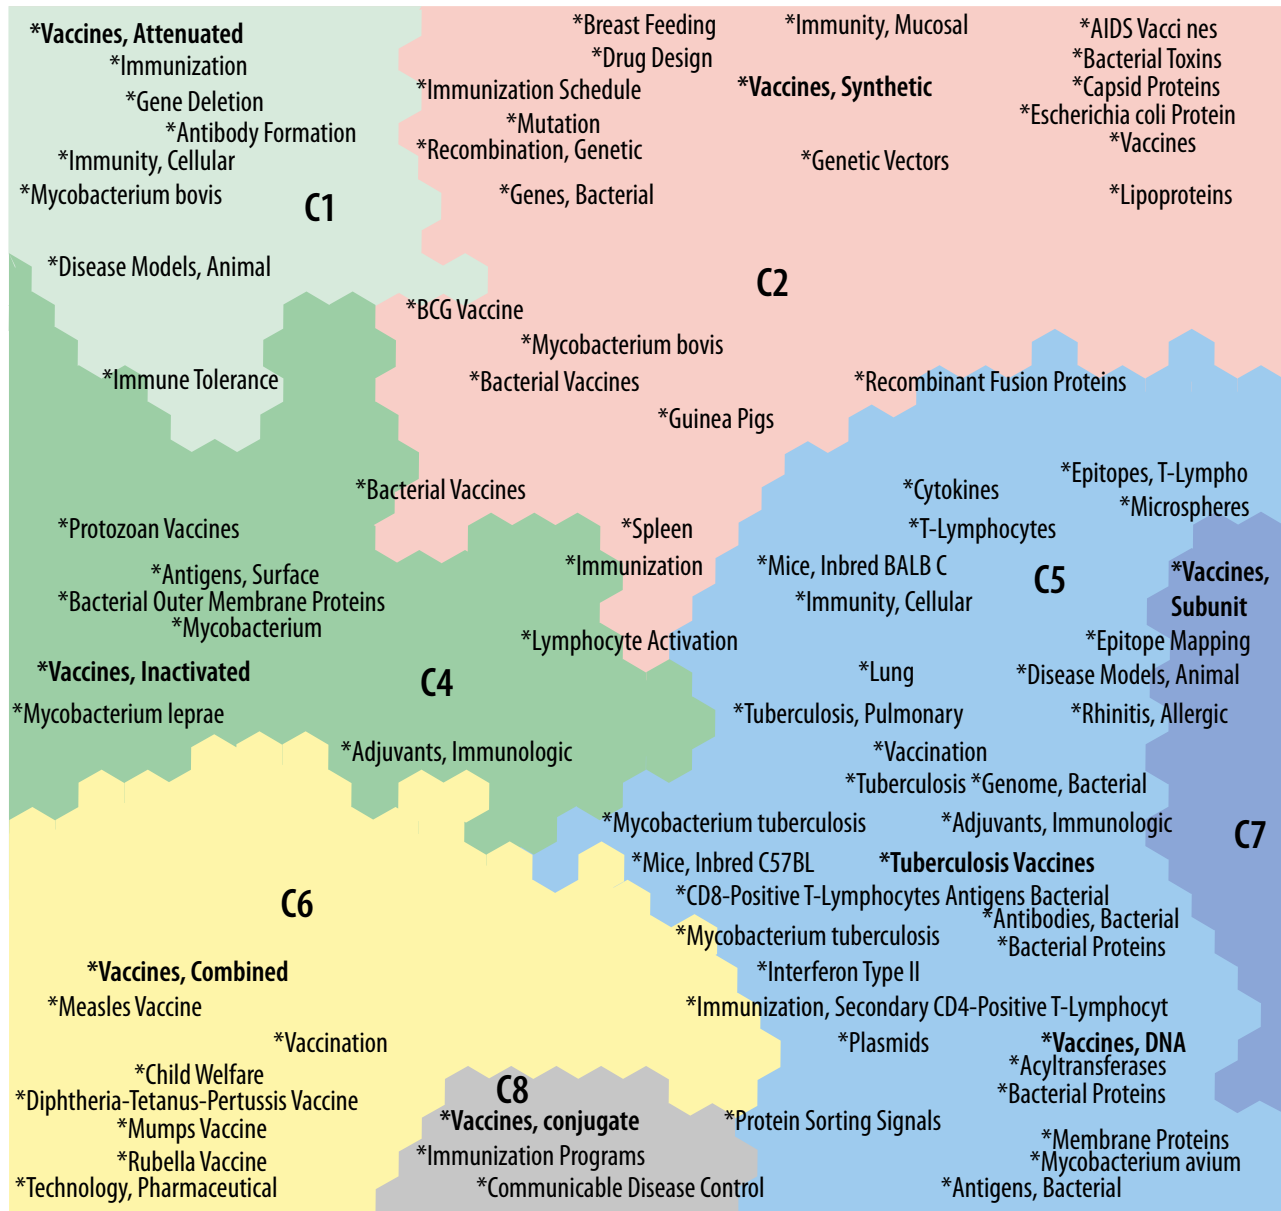 *Vaccines, Attenuated
*Immunization
*Gene Deletion
*Antibody Formation
*Immunity, Cellular
*Mycobacterium bovis
C1
*Disease Models, Animal
*Immune Tolerance
*Breast Feeding
*Immunity, Mucosal
*AIDS Vacci nes
*Drug Design
*Bacterial Toxins
*Immunization Schedule
*Vaccines, Synthetic
*Capsid Proteins
*Escherichia coli Protein
*Mutation
*Vaccines
*Recombination, Genetic
*Genetic Vectors
*Genes, Bacterial
*Lipoproteins
C2
*BCG Vaccine
*Mycobacterium bovis
*Bacterial Vaccines
*Recombinant Fusion Proteins
*Guinea Pigs
*Bacterial Vaccines
*Spleen
*Immunization
*Lymphocyte Activation
*Protozoan Vaccines
*Antigens, Surface
*Bacterial Outer Membrane Proteins
*Mycobacterium
*Vaccines, Inactivated
C4
*Mycobacterium leprae
*Adjuvants, Immunologic
*Epitopes, T-Lympho
*Cytokines
*Microspheres
*T-Lymphocytes
*Mice, Inbred BALB C
C5
*Vaccines,
Subunit
*Immunity, Cellular
*Epitope Mapping
*Lung
*Disease Models, Animal
*Tuberculosis, Pulmonary
*Rhinitis, Allergic
*Vaccination
*Tuberculosis *Genome, Bacterial
*Mycobacterium tuberculosis
*Adjuvants, Immunologic
C7
*Mice, Inbred C57BL
*Tuberculosis Vaccines
*CD8-Positive T-Lymphocytes Antigens Bacterial
*Antibodies, Bacterial
*Mycobacterium tuberculosis
*Bacterial Proteins
*Interferon Type II
*Immunization, Secondary CD4-Positive T-Lymphocyt
*Plasmids
*Vaccines, DNA
*Acyltransferases
*Bacterial Proteins
*Protein Sorting Signals
*Membrane Proteins
*Mycobacterium avium
*Antigens, Bacterial
C6
*Vaccines, Combined
*Measles Vaccine
*Vaccination
*Child Welfare
*Diphtheria-Tetanus-Pertussis Vaccine
*Mumps Vaccine
*Rubella Vaccine
*Technology, Pharmaceutical
C8
*Vaccines, conjugate
*Immunization Programs
*Communicable Disease Control